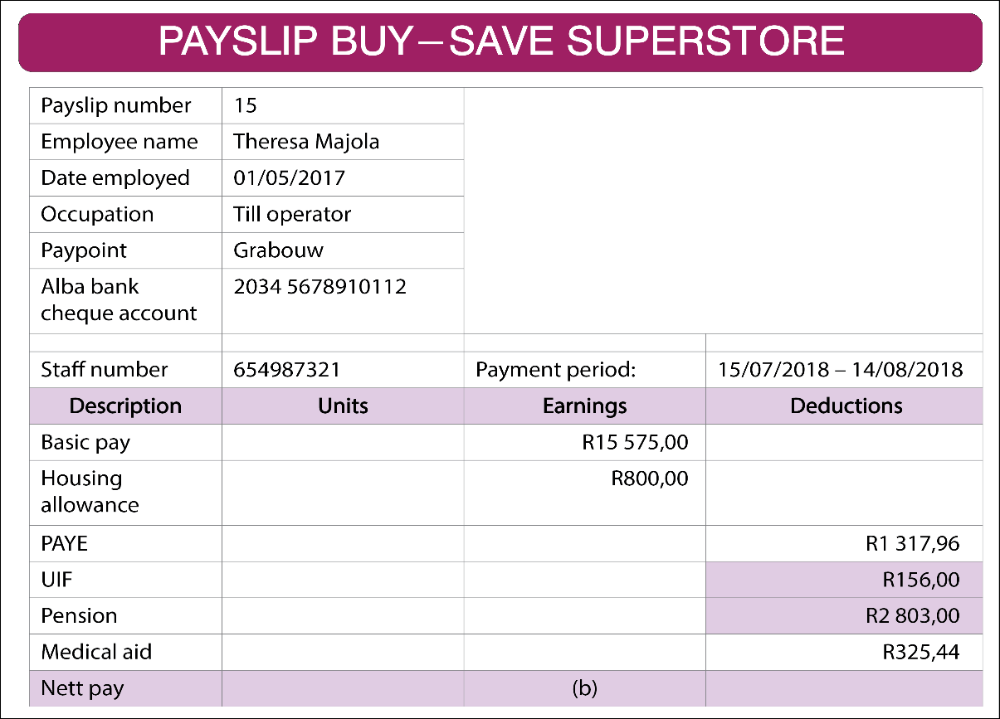 PAYSLIP BUY – SAVE SUPERSTORE
Payslip number 15
Employee name Theresa Majola
Date employed 01/05/2017
Occupation Till operator
Paypoint Grabouw
Alba bank 2034 5678910112
cheque account
Staff number 654987321 Payment period: 15/07/2018 – 14/08/2018
Description Units Earnings Deductions
Basic pay R15 575,00
Housing R800,00
allowance
PAYE R1 317,96
UIF R156,00
Pension R2 803,00
Medical aid R325,44
Nett pay (b)